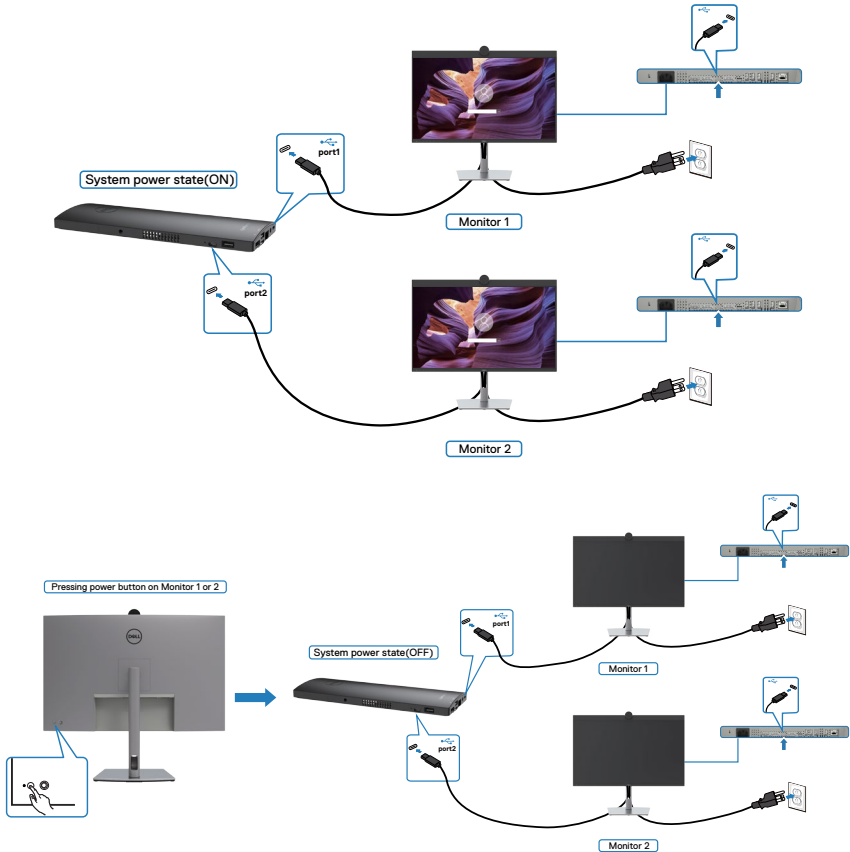 port1
System power state(ON)
Monitor 1
port2
Monitor 2
Pressing power button on Monitor 1 or 2
DELL
port1
System power state(OFF)
Monitor 1
port2
Monitor 2